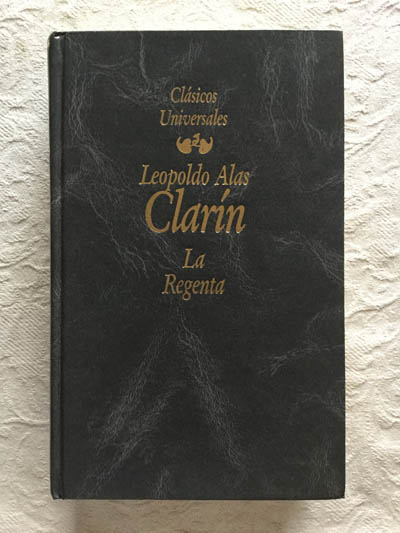 Clásicos
Universales
Leopoldo Alas
Clarín
La
Regenta